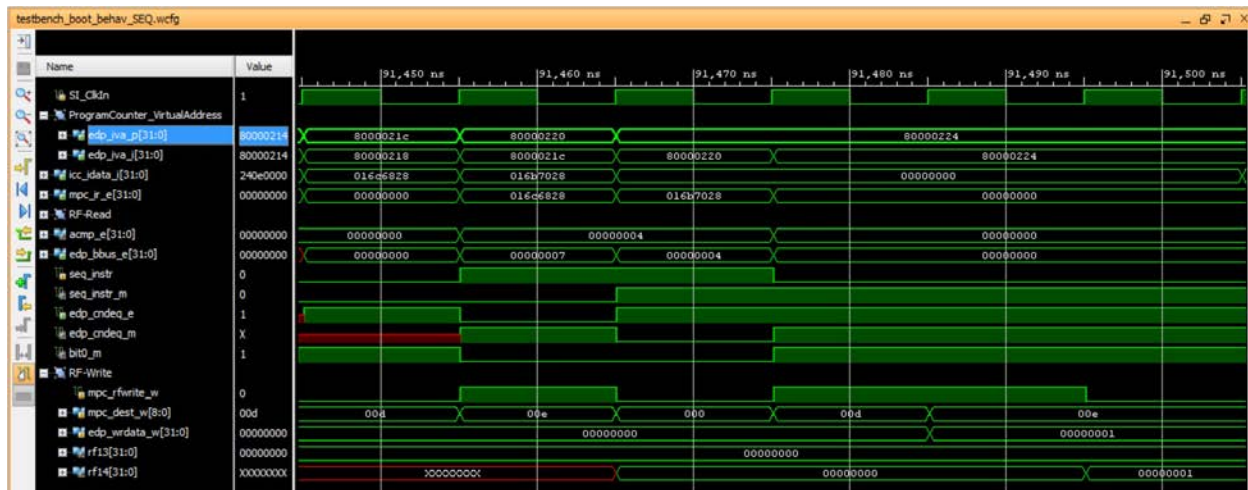 testbench_boot_behav_SEQ.wcfg
Name Value
91,450 ns 91,460 ns 91,470 ns 91,480 ns 91,490 ns 91,500 ns
SI_ClkIn 1
ProgramCounter_VirtualAddress
edp_iva_p[31:0] 80000214 8000021c 80000220 80000224
edp_iva_i[31:0] 80000214 80000218 8000021c 80000220 80000224
icc_idata_i[31:0] 240e0000 016c6828 016b7028 00000000
mpc_ir_e[31:0] 00000000 00000000 016c6828 016b7028 00000000
RF-Read
acmp_e[31:0] 00000000 00000000 00000004 00000000
edp_bbus_e[31:0] 00000000 00000000 00000007 00000004 00000000
seq_instr 0
seq_instr_m 0
edp_cndeq_e 1
edp_cndeq_m X
bit0_m 1
RF-Write
mpc_rfwrite_w 0
mpc_dest_w[8:0] 00d 00d 00e 000 00d 00e
edp_wrdata_w[31:0] 00000000 00000000 00000001
rf13[31:0] 00000000 00000000
rf14[31:0] XXXXXXXX XXXXXXXX 00000000 00000001